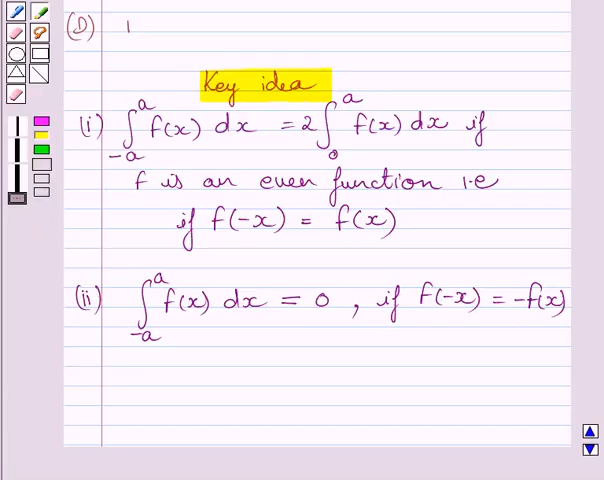 (D) 1
Key idea
(i) ∫_{-a}^{a} f(x) dx = 2 ∫_{0}^{a} f(x) dx if
f is an even function i.e
if f(-x) = f(x)
(ii) ∫_{-a}^{a} f(x) dx = 0 , if f(-x) = -f(x)